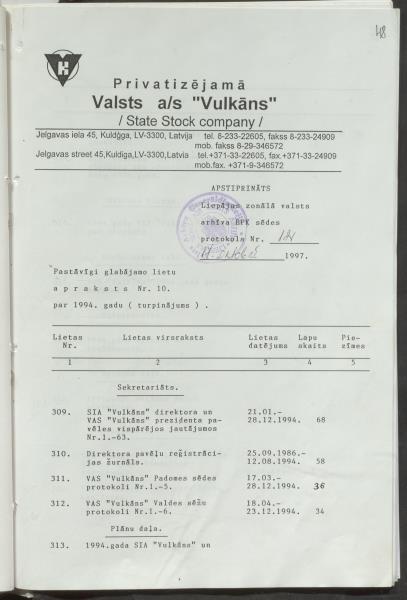 48
P r i v a t i z ē j a m ā
Valsts a/s "Vulkāns"
/ State Stock company /
Jelgavas iela 45, Kuldīga, LV-3300, Latvija tel. 8-233-22605, fakss 8-233-24909
mob. fakss 8-29-346572
Jelgavas street 45,Kuldiga,LV-3300,Latvia tel.+371-33-22605, fax.+371-33-24909
mob.fax. +371-9-346572
APSTIPRINĀTS
Liepājas zonālā valsts
arhīva EPK sēdes
protokols Nr.
1997.
Pastāvīgi glabājamo lietu
a p r a k s t s Nr. 10.
par 1994. gadu ( turpinājums ) .
Lietas Nr. Lietas virsraksts Lietas datējums Lapu skaits Pie- zīmes
1 2 3 4 5
Sekretariāts.
309. SIA "Vulkāns" direktora un 21.01.-
VAS "Vulkāns" prezidenta pa- 28.12.1994. 68
vēles vispārējos jautājumos
Nr.1.-63.
310. Direktora pavēļu reģistrāci- 25.09.1986.-
jas žurnāls. 12.08.1994. 58
311. VAS "Vulkāns" Padomes sēdes 17.03.-
protokoli Nr.1.-5. 28.12.1994. 36
312. VAS "Vulkāns" Valdes sēžu 18.04.-
protokoli Nr.1.-6. 23.12.1994. 34
Plānu daļa.
313. 1994.gada SIA "Vulkāns" un